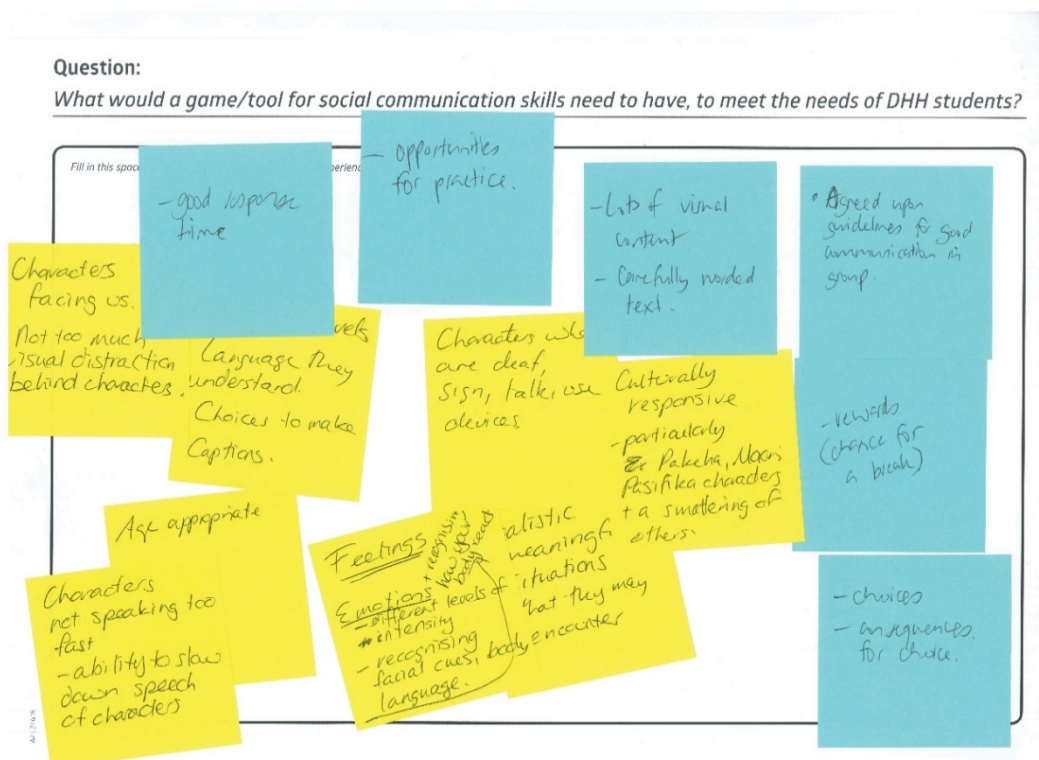 Question:
What would a game/tool for social communication skills need to have, to meet the needs of DHH students?
Fill in this
- good response
time
- opportunities
for practice.
- Lots of visual
content
- Carefully worded
text.
• Agreed upon
guidelines for good
communication in
group.
Characters
facing us.
Not too much
visual distraction
behind characters.
Language they
understand.
Choices to make
Captions.
Characters who
are deaf,
sign, talk, use
devices
Culturally
responsive
- particularly
Pakeha, Maori
Pasifika characters
+ a smattering of
others.
- rewards
(chance for
a break)
Age appropriate
Characters
not speaking too
fast
- ability to slow
down speech
of characters
Feelings
+ recognising
how your
body react
Emotions
- different levels of
intensity
- recognising
facial cues, body
language.
situations
that they may
encounter
- choices
- consequences
for choice.